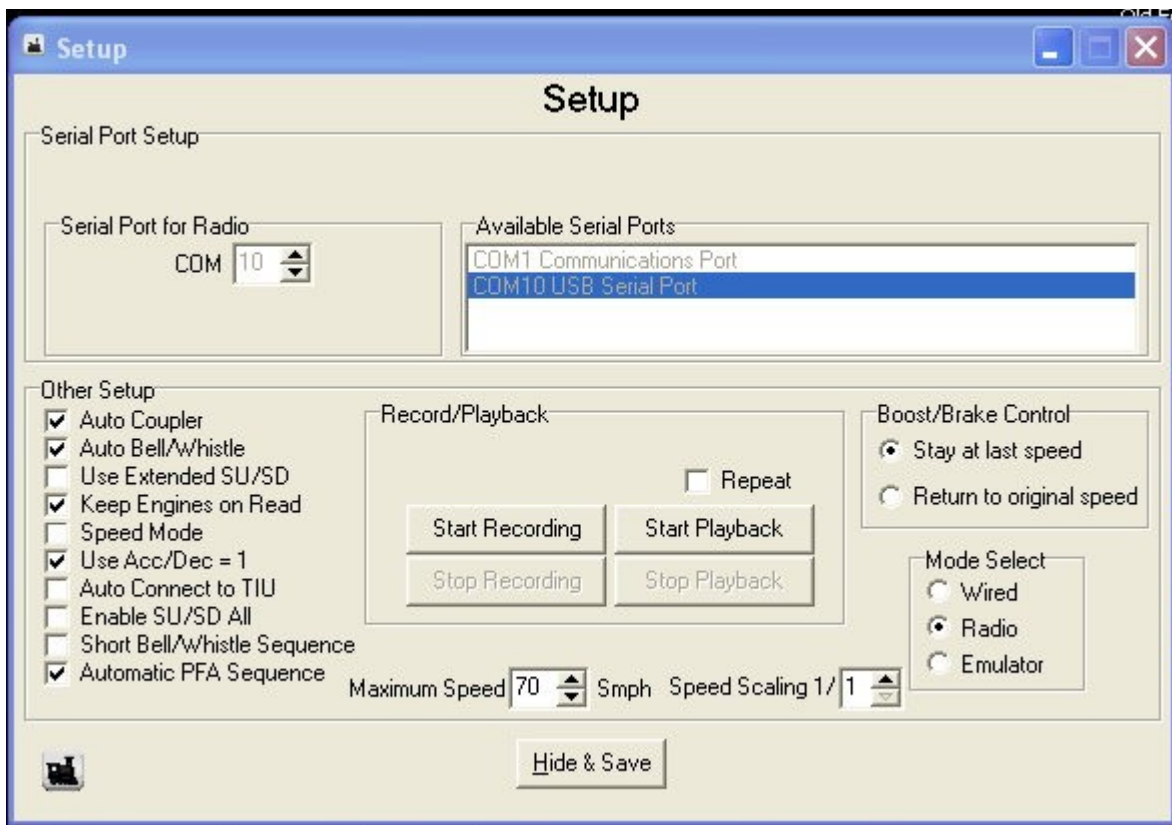 Setup
Setup
Serial Port Setup
Serial Port for Radio
COM 10
Available Serial Ports
COM1 Communications Port
COM10 USB Serial Port
Other Setup
Auto Coupler
Auto Bell/Whistle
Use Extended SU/SD
Keep Engines on Read
Speed Mode
Use Acc/Dec = 1
Auto Connect to TIU
Enable SU/SD All
Short Bell/Whistle Sequence
Automatic PFA Sequence
Record/Playback
Repeat
Start Recording
Start Playback
Stop Recording
Stop Playback
Boost/Brake Control
Stay at last speed
Return to original speed
Mode Select
Wired
Radio
Emulator
Maximum Speed 70 Smph Speed Scaling 1/ 1
Hide & Save